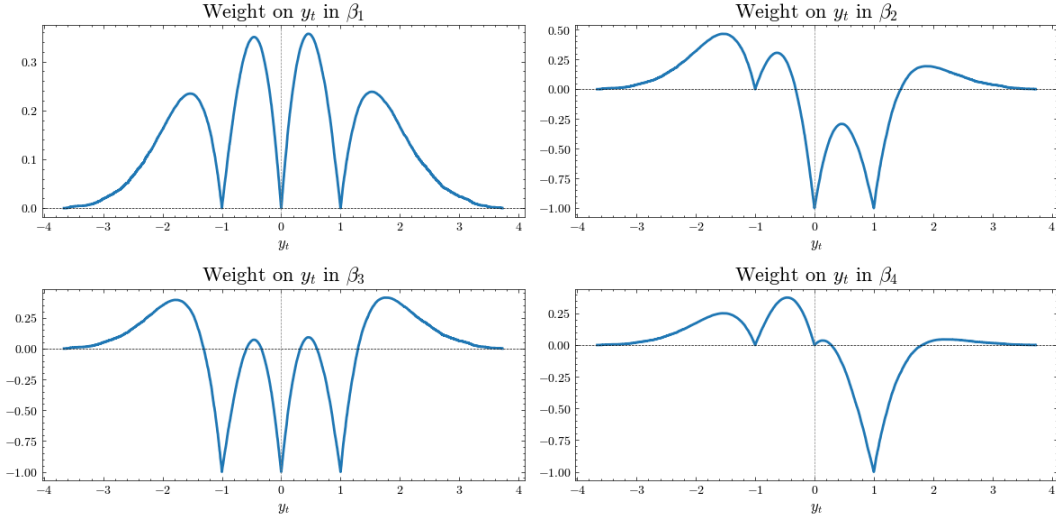 Weight on y_t in β_1
0.3
0.2
0.1
0.0
−4 −3 −2 −1 0 1 2 3 4
y_t
Weight on y_t in β_2
0.50
0.25
0.00
−0.25
−0.50
−0.75
−1.00
−4 −3 −2 −1 0 1 2 3 4
y_t
Weight on y_t in β_3
0.25
0.00
−0.25
−0.50
−0.75
−1.00
−4 −3 −2 −1 0 1 2 3 4
y_t
Weight on y_t in β_4
0.25
0.00
−0.25
−0.50
−0.75
−1.00
−4 −3 −2 −1 0 1 2 3 4
y_t